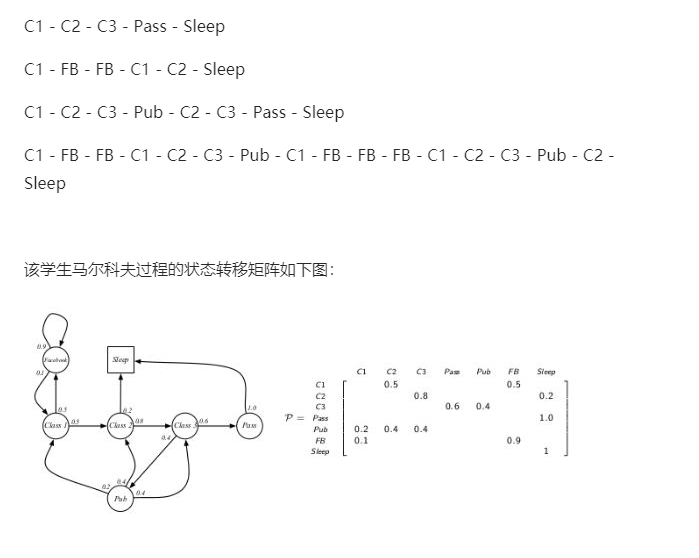 C1 - C2 - C3 - Pass - Sleep
C1 - FB - FB - C1 - C2 - Sleep
C1 - C2 - C3 - Pub - C2 - C3 - Pass - Sleep
C1 - FB - FB - C1 - C2 - C3 - Pub - C1 - FB - FB - FB - C1 - C2 - C3 - Pub - C2 -
Sleep
该学生马尔科夫过程的状态转移矩阵如下图：
0.9
Facebook
Sleep
0.1
0.5
0.2
1.0
Class 1
0.5
Class 2
0.8
Class 3
0.6
Pass
0.4
0.2
0.4
0.4
Pub
C1 C2 C3 Pass Pub FB Sleep
C1 0.5 0.5
C2 0.8 0.2
C3 0.6 0.4
P = Pass 1.0
Pub 0.2 0.4 0.4
FB 0.1 0.9
Sleep 1